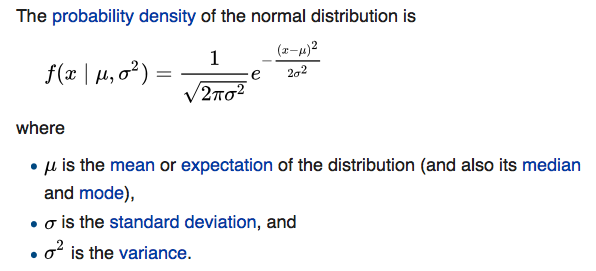 The probability density of the normal distribution is
f(x | μ, σ²) = 1/√(2πσ²) e^(−(x−μ)²/(2σ²))
where
• μ is the mean or expectation of the distribution (and also its median
and mode),
• σ is the standard deviation, and
• σ² is the variance.